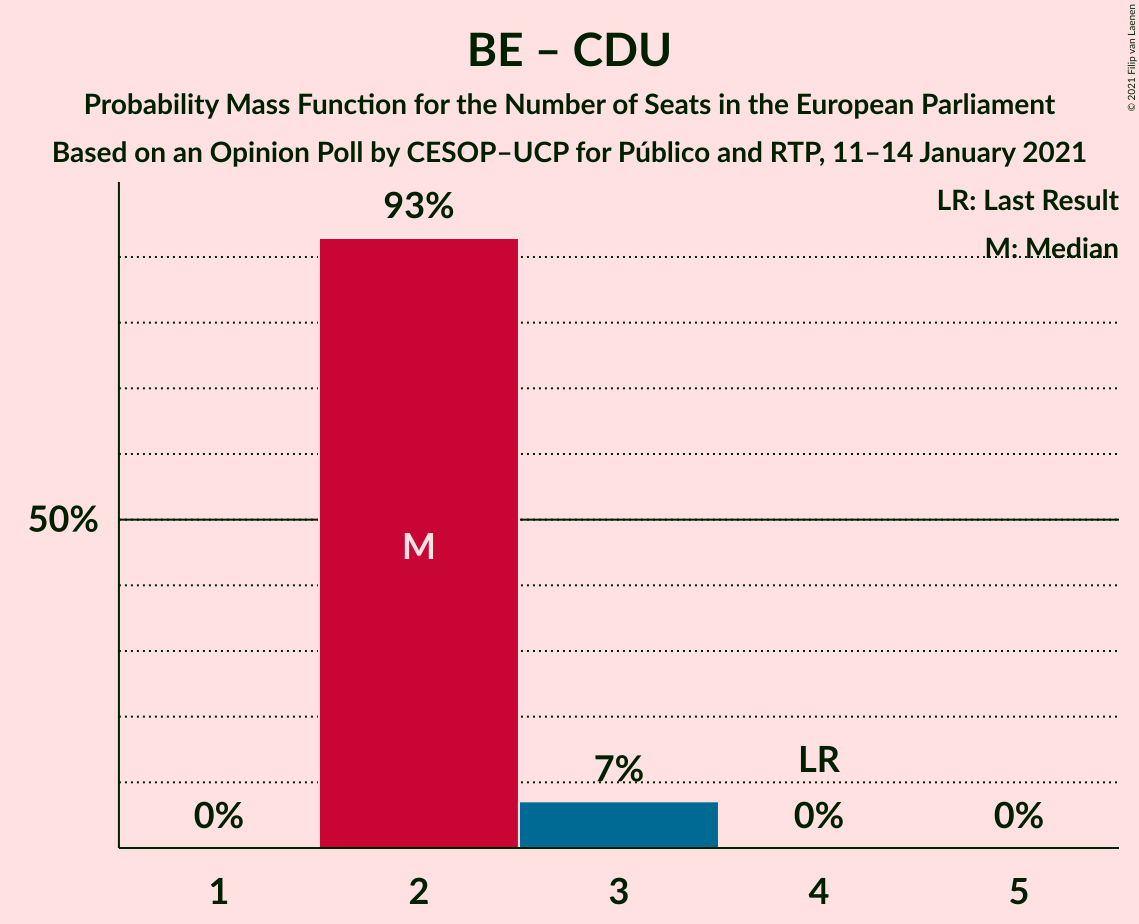 BE – CDU
Probability Mass Function for the Number of Seats in the European Parliament
Based on an Opinion Poll by CESOP–UCP for Público and RTP, 11–14 January 2021
© 2021 Filip van Laenen
LR: Last Result
M: Median
93%
50%
M
7%
LR
0%
0%
0%
1
2
3
4
5